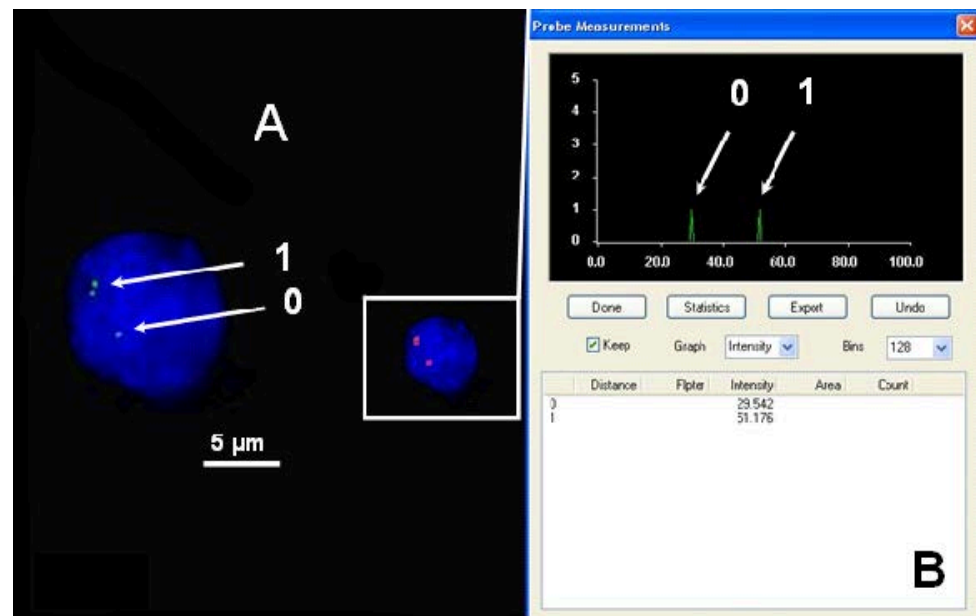 A
1
0
5 µm
Probe Measurements
0 1
5
4
3
2
1
0
0.0 20.0 40.0 60.0 80.0 100.0
Done Statistics Export Undo
Keep Graph Intensity Bins 128
Distance Flpter Intensity Area Count
0 29.542
1 51.176
B